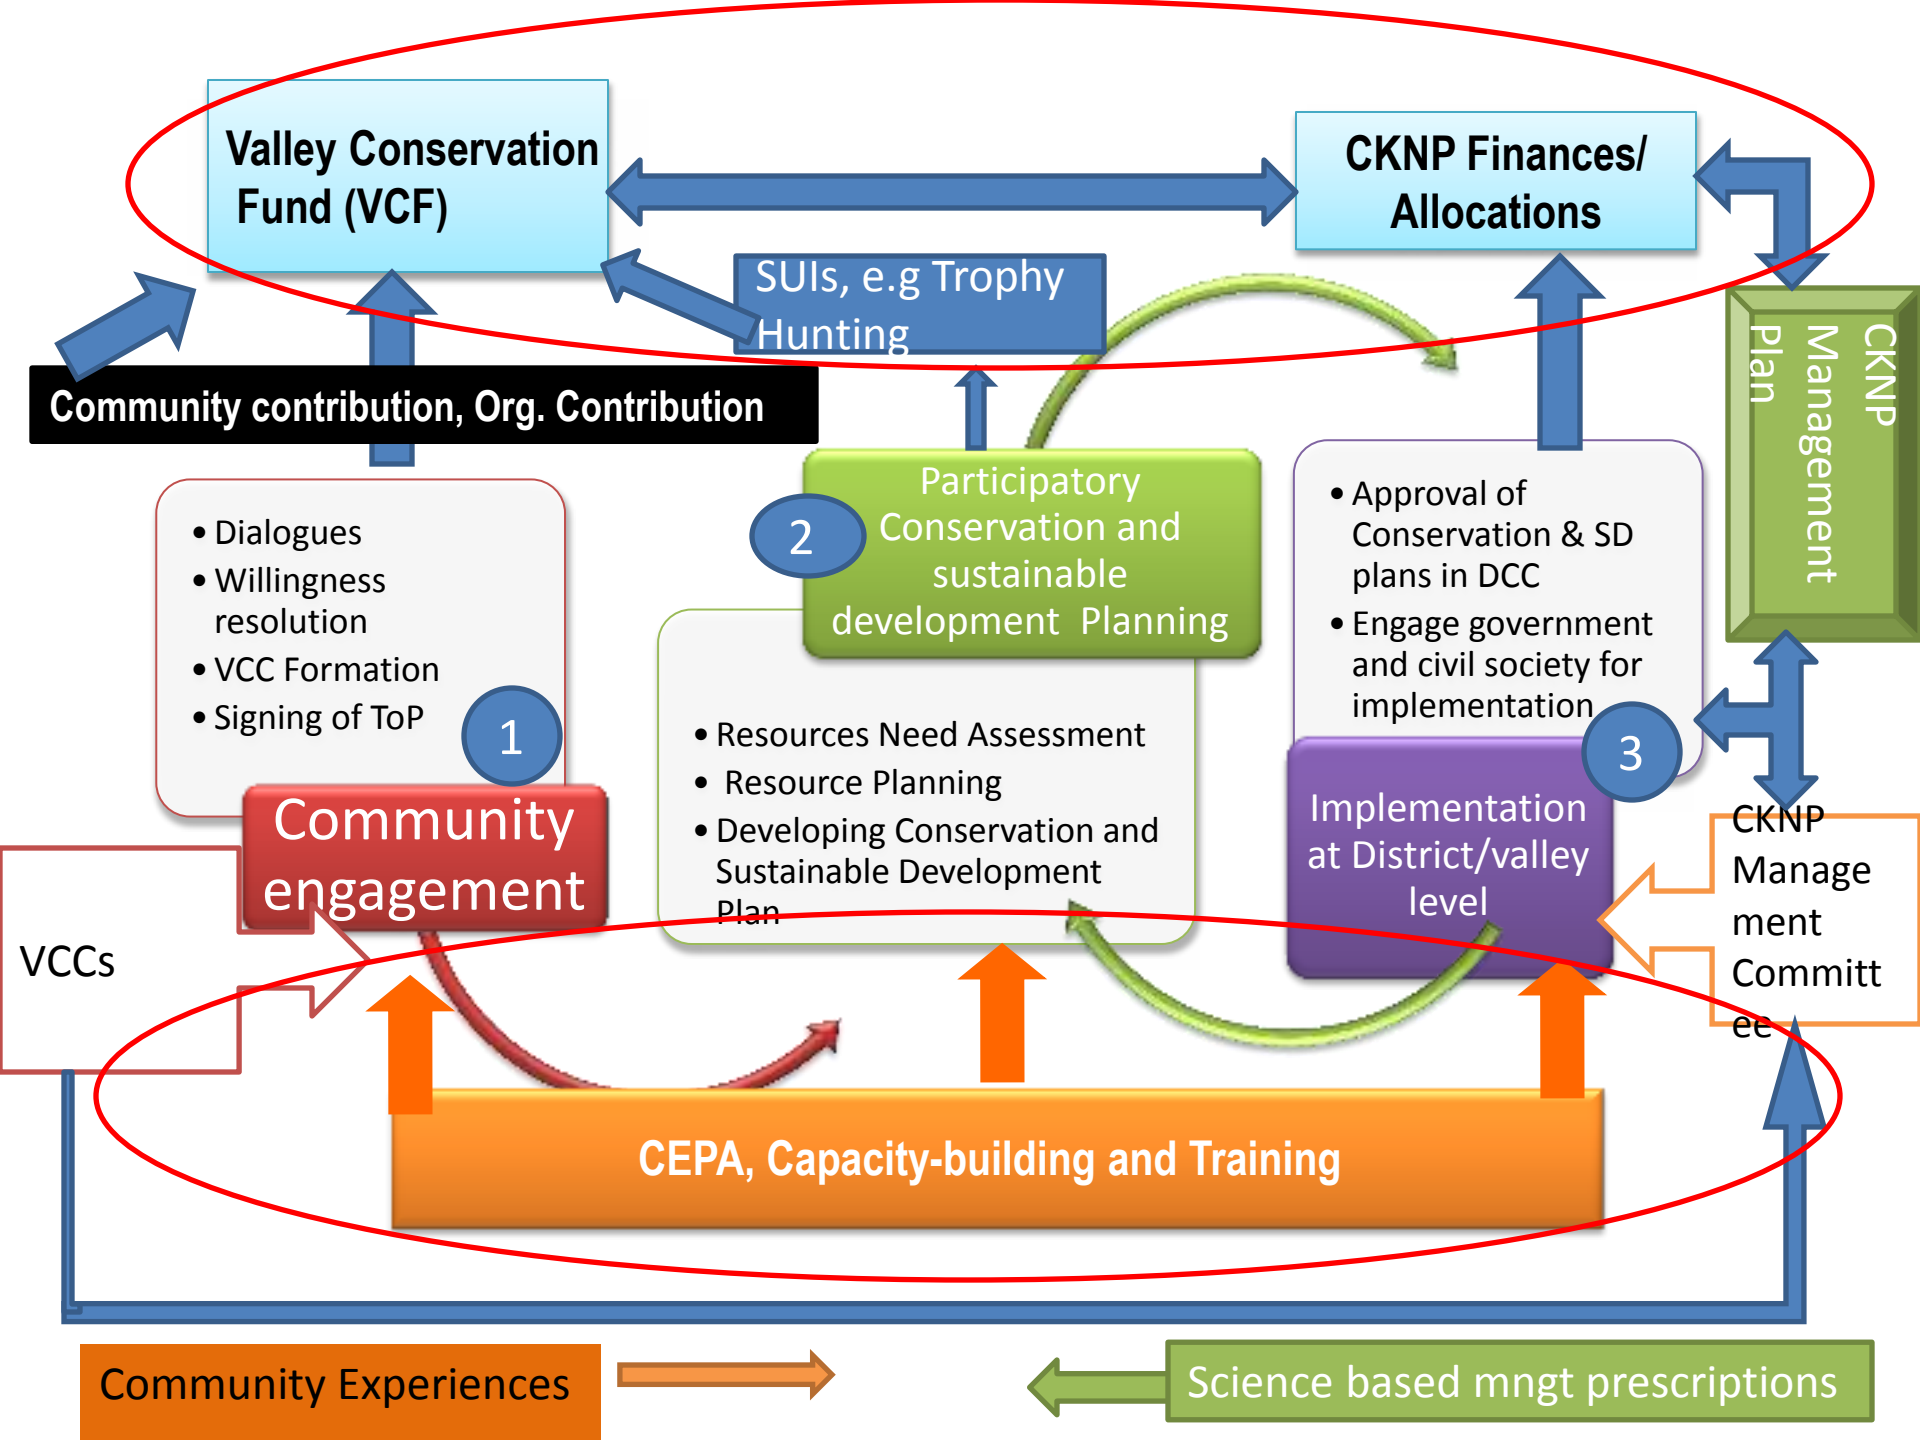 Valley Conservation
Fund (VCF)
CKNP Finances/
Allocations
SUIs, e.g Trophy
Hunting
CKNP
Management
Plan
Community contribution, Org. Contribution
• Dialogues
• Willingness
resolution
• VCC Formation
• Signing of ToP
1
Community
engagement
2
Participatory
Conservation and
sustainable
development Planning
• Resources Need Assessment
• Resource Planning
• Developing Conservation and
Sustainable Development
Plan
• Approval of
Conservation & SD
plans in DCC
• Engage government
and civil society for
implementation
3
Implementation
at District/valley
level
VCCs
CKNP
Manage
ment
Committ
ee
CEPA, Capacity-building and Training
Community Experiences
Science based mngt prescriptions